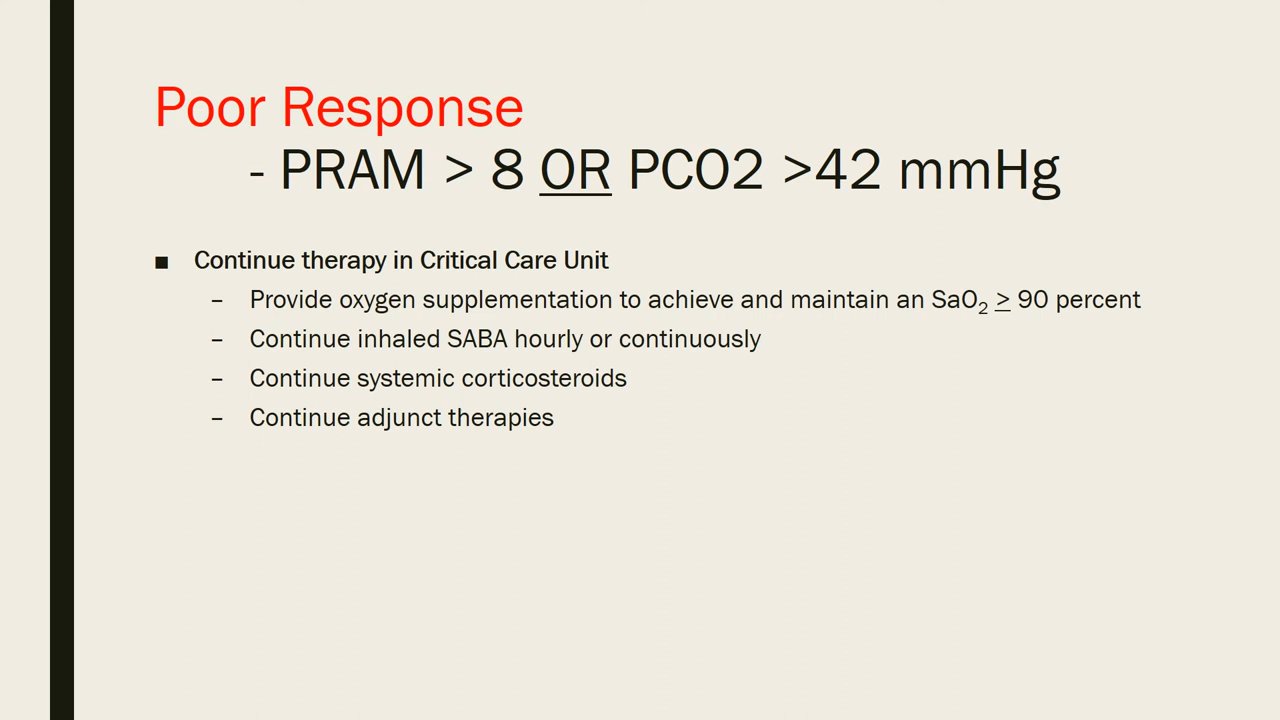 Poor Response
- PRAM > 8 OR PCO2 >42 mmHg
■ Continue therapy in Critical Care Unit
– Provide oxygen supplementation to achieve and maintain an SaO₂ ≥ 90 percent
– Continue inhaled SABA hourly or continuously
– Continue systemic corticosteroids
– Continue adjunct therapies